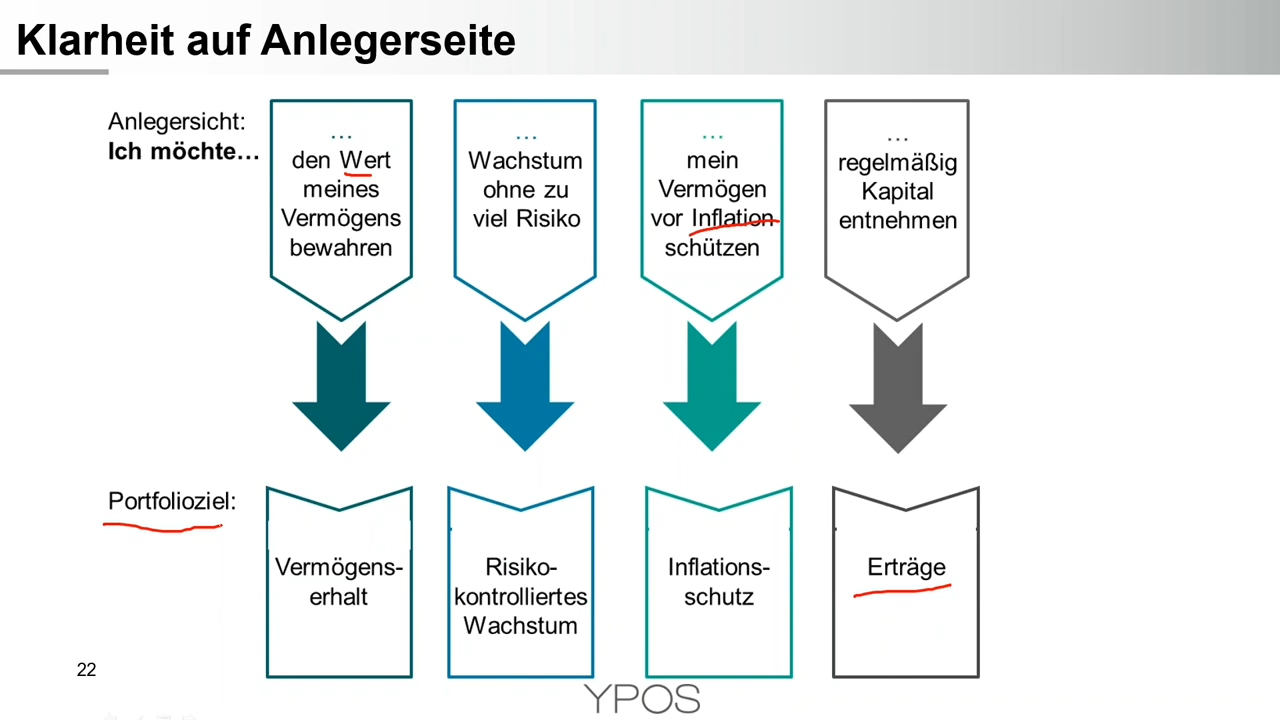 Klarheit auf Anlegerseite
Anlegersicht:
Ich möchte…
…
den Wert
meines
Vermögens
bewahren
…
Wachstum
ohne zu
viel Risiko
…
mein
Vermögen
vor Inflation
schützen
…
regelmäßig
Kapital
entnehmen
Portfolioziel:
Vermögens-
erhalt
Risiko-
kontrolliertes
Wachstum
Inflations-
schutz
Erträge
22
YPOS